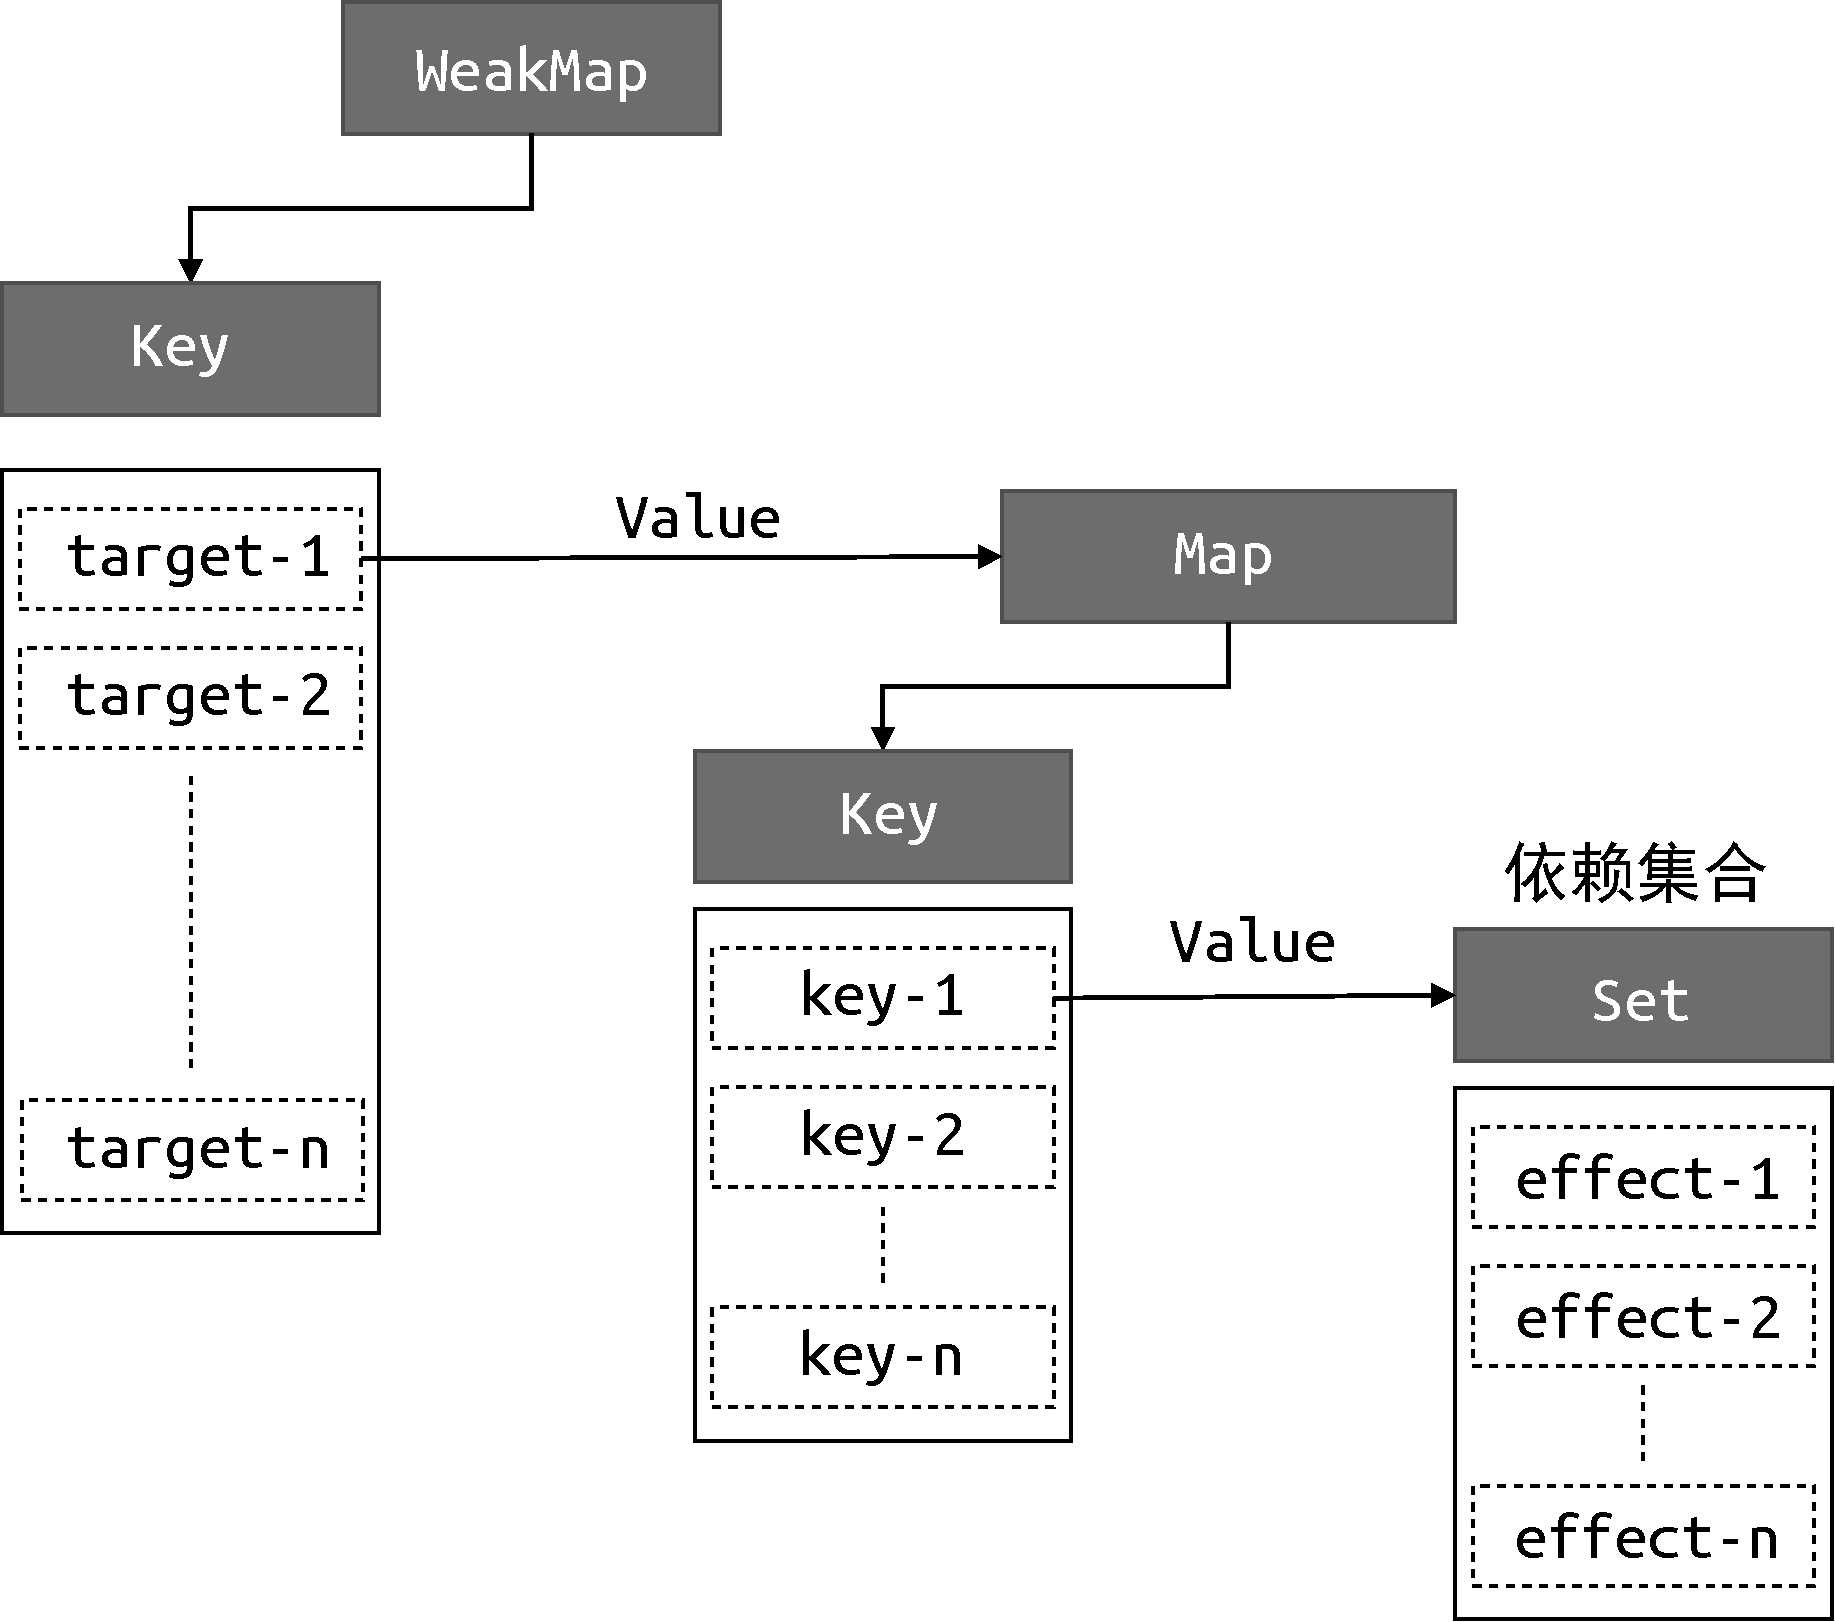 WeakMap
Key
target-1
target-2
target-n
Value
Map
Key
key-1
key-2
key-n
Value
依赖集合
Set
effect-1
effect-2
effect-n